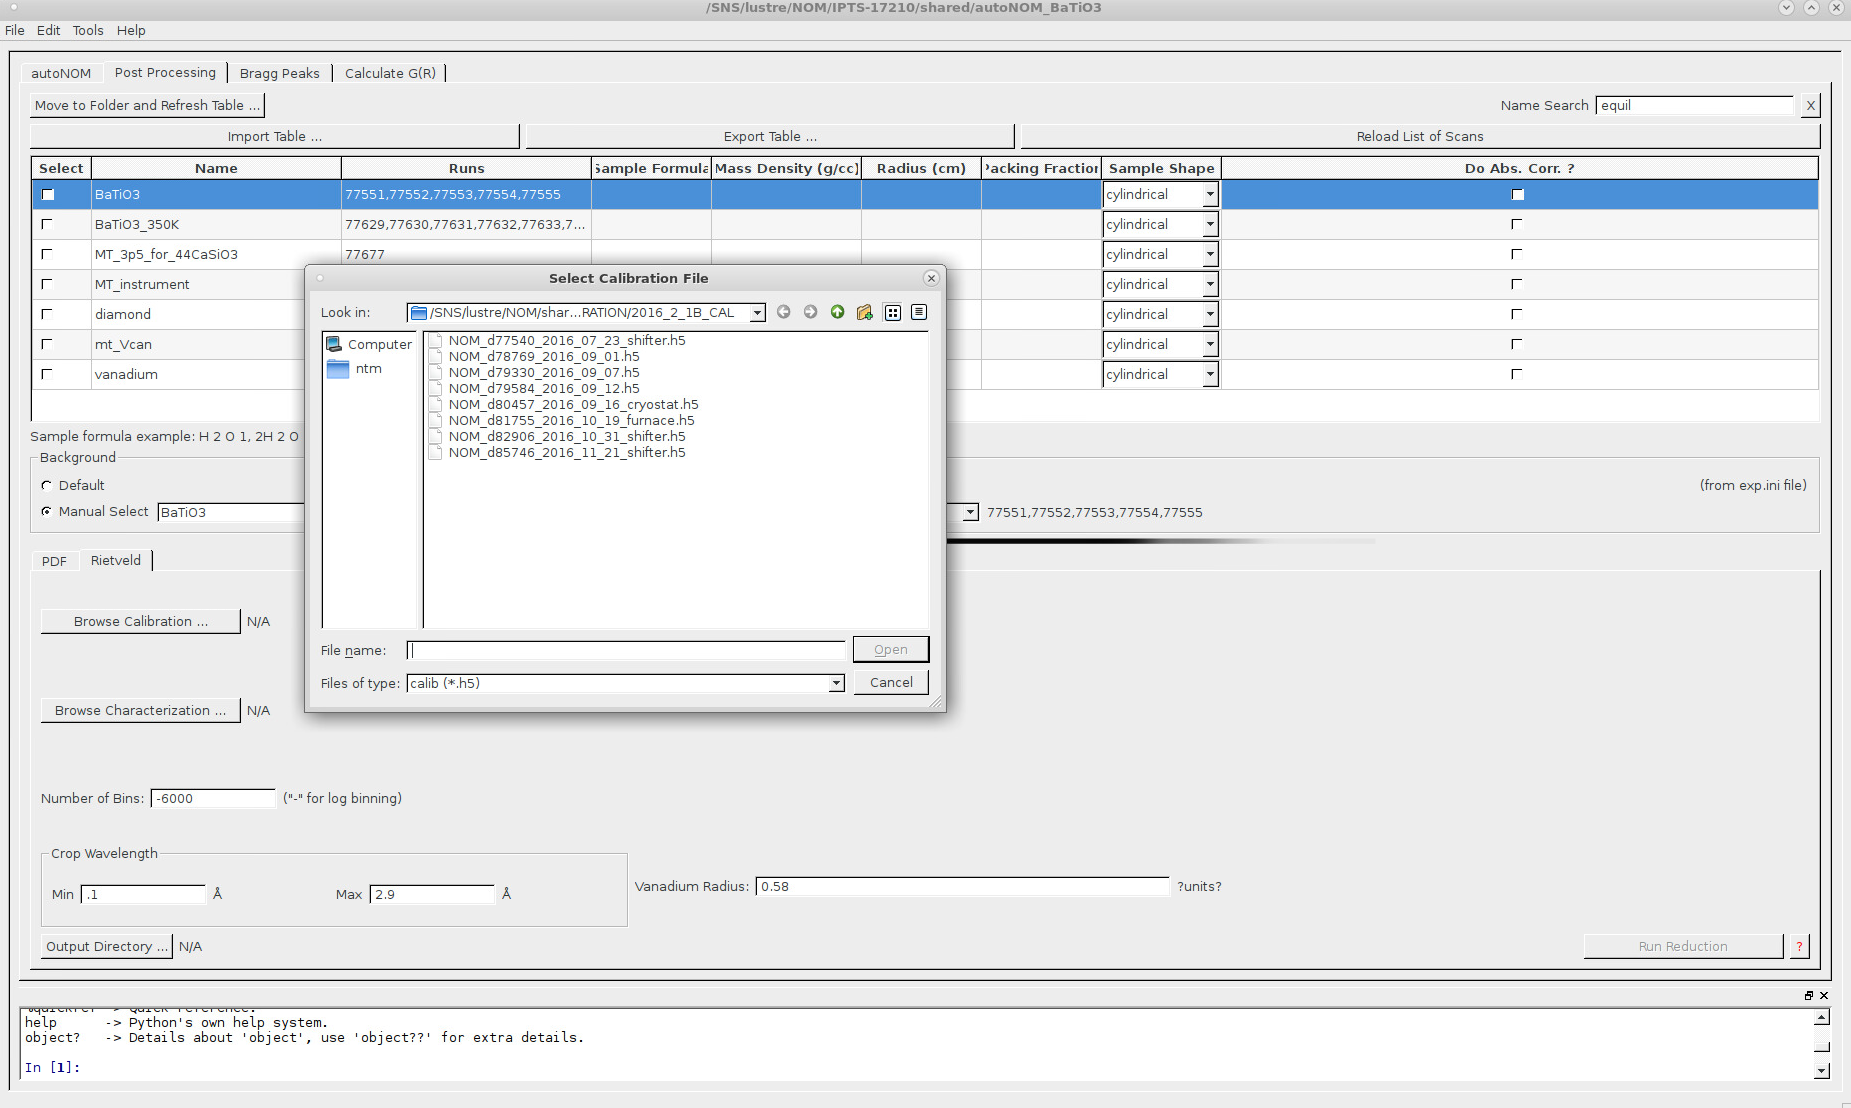 /SNS/lustre/NOM/IPTS-17210/shared/autoNOM_BaTiO3
File Edit Tools Help
autoNOM Post Processing Bragg Peaks Calculate G(R)
Move to Folder and Refresh Table ... Name Search equil X
Import Table ... Export Table ... Reload List of Scans
Select Name Runs Sample Formula Mass Density (g/cc) Radius (cm) Packing Fraction Sample Shape Do Abs. Corr. ?
BaTiO3 77551,77552,77553,77554,77555 cylindrical
BaTiO3_350K 77629,77630,77631,77632,77633,7... cylindrical
MT_3p5_for_44CaSiO3 77677 cylindrical
MT_instrument cylindrical
diamond cylindrical
mt_Vcan cylindrical
vanadium cylindrical
Sample formula example: H 2 O 1, 2H 2 O
Background
Default (from exp.ini file)
Manual Select BaTiO3 77551,77552,77553,77554,77555
PDF Rietveld
Browse Calibration ... N/A
Browse Characterization ... N/A
Number of Bins: -6000 ("-" for log binning)
Crop Wavelength
Min .1 Å Max 2.9 Å
Vanadium Radius: 0.58 ?units?
Output Directory ... N/A Run Reduction ?
Select Calibration File
Look in: /SNS/lustre/NOM/shar...RATION/2016_2_1B_CAL
Computer
ntm
NOM_d77540_2016_07_23_shifter.h5
NOM_d78769_2016_09_01.h5
NOM_d79330_2016_09_07.h5
NOM_d79584_2016_09_12.h5
NOM_d80457_2016_09_16_cryostat.h5
NOM_d81755_2016_10_19_furnace.h5
NOM_d82906_2016_10_31_shifter.h5
NOM_d85746_2016_11_21_shifter.h5
File name: Open
Files of type: calib (*.h5) Cancel
%quickref -> Quick reference.
help -> Python's own help system.
object? -> Details about 'object', use 'object??' for extra details.
In [1]: